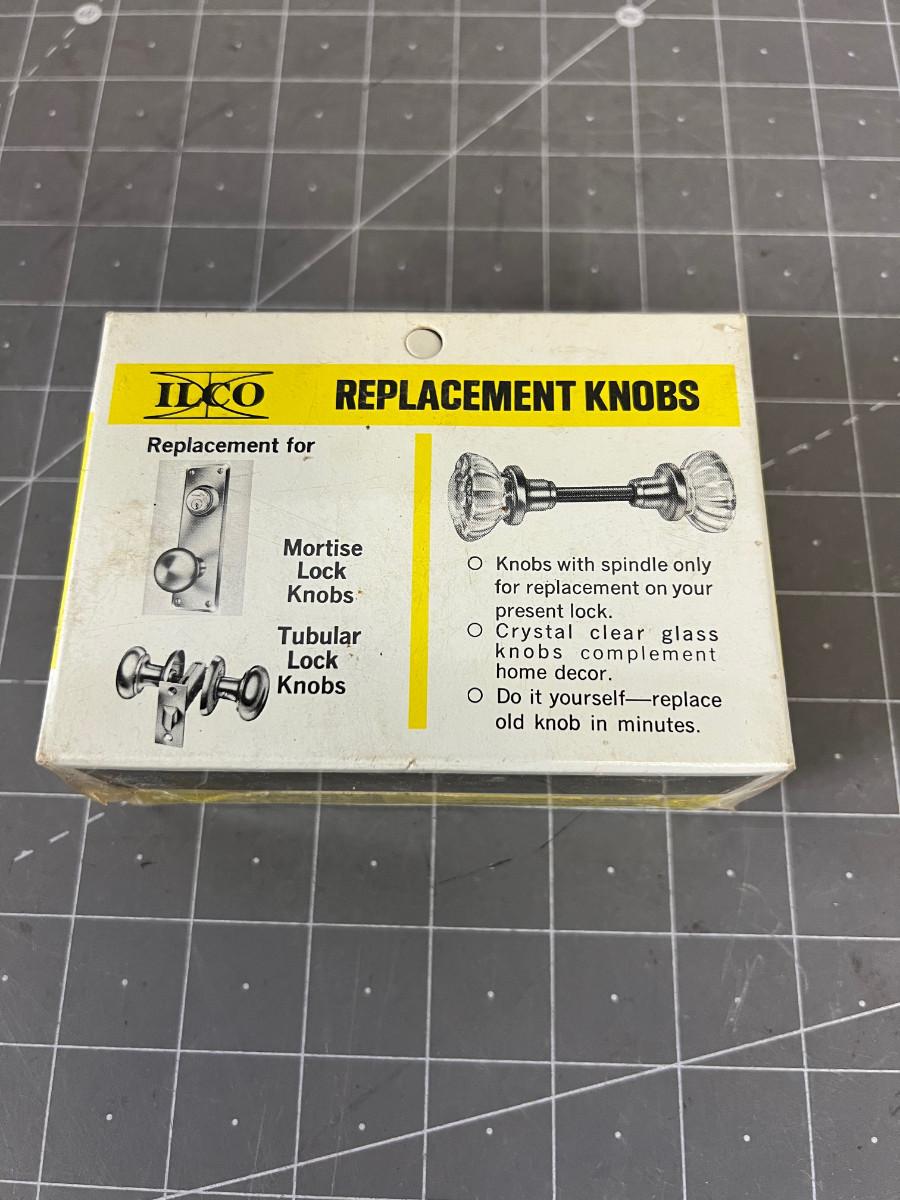 ILCO
REPLACEMENT KNOBS
Replacement for
Mortise
Lock
Knobs
Tubular
Lock
Knobs
Knobs with spindle only
for replacement on your
present lock.
Crystal clear glass
knobs complement
home decor.
Do it yourself—replace
old knob in minutes.